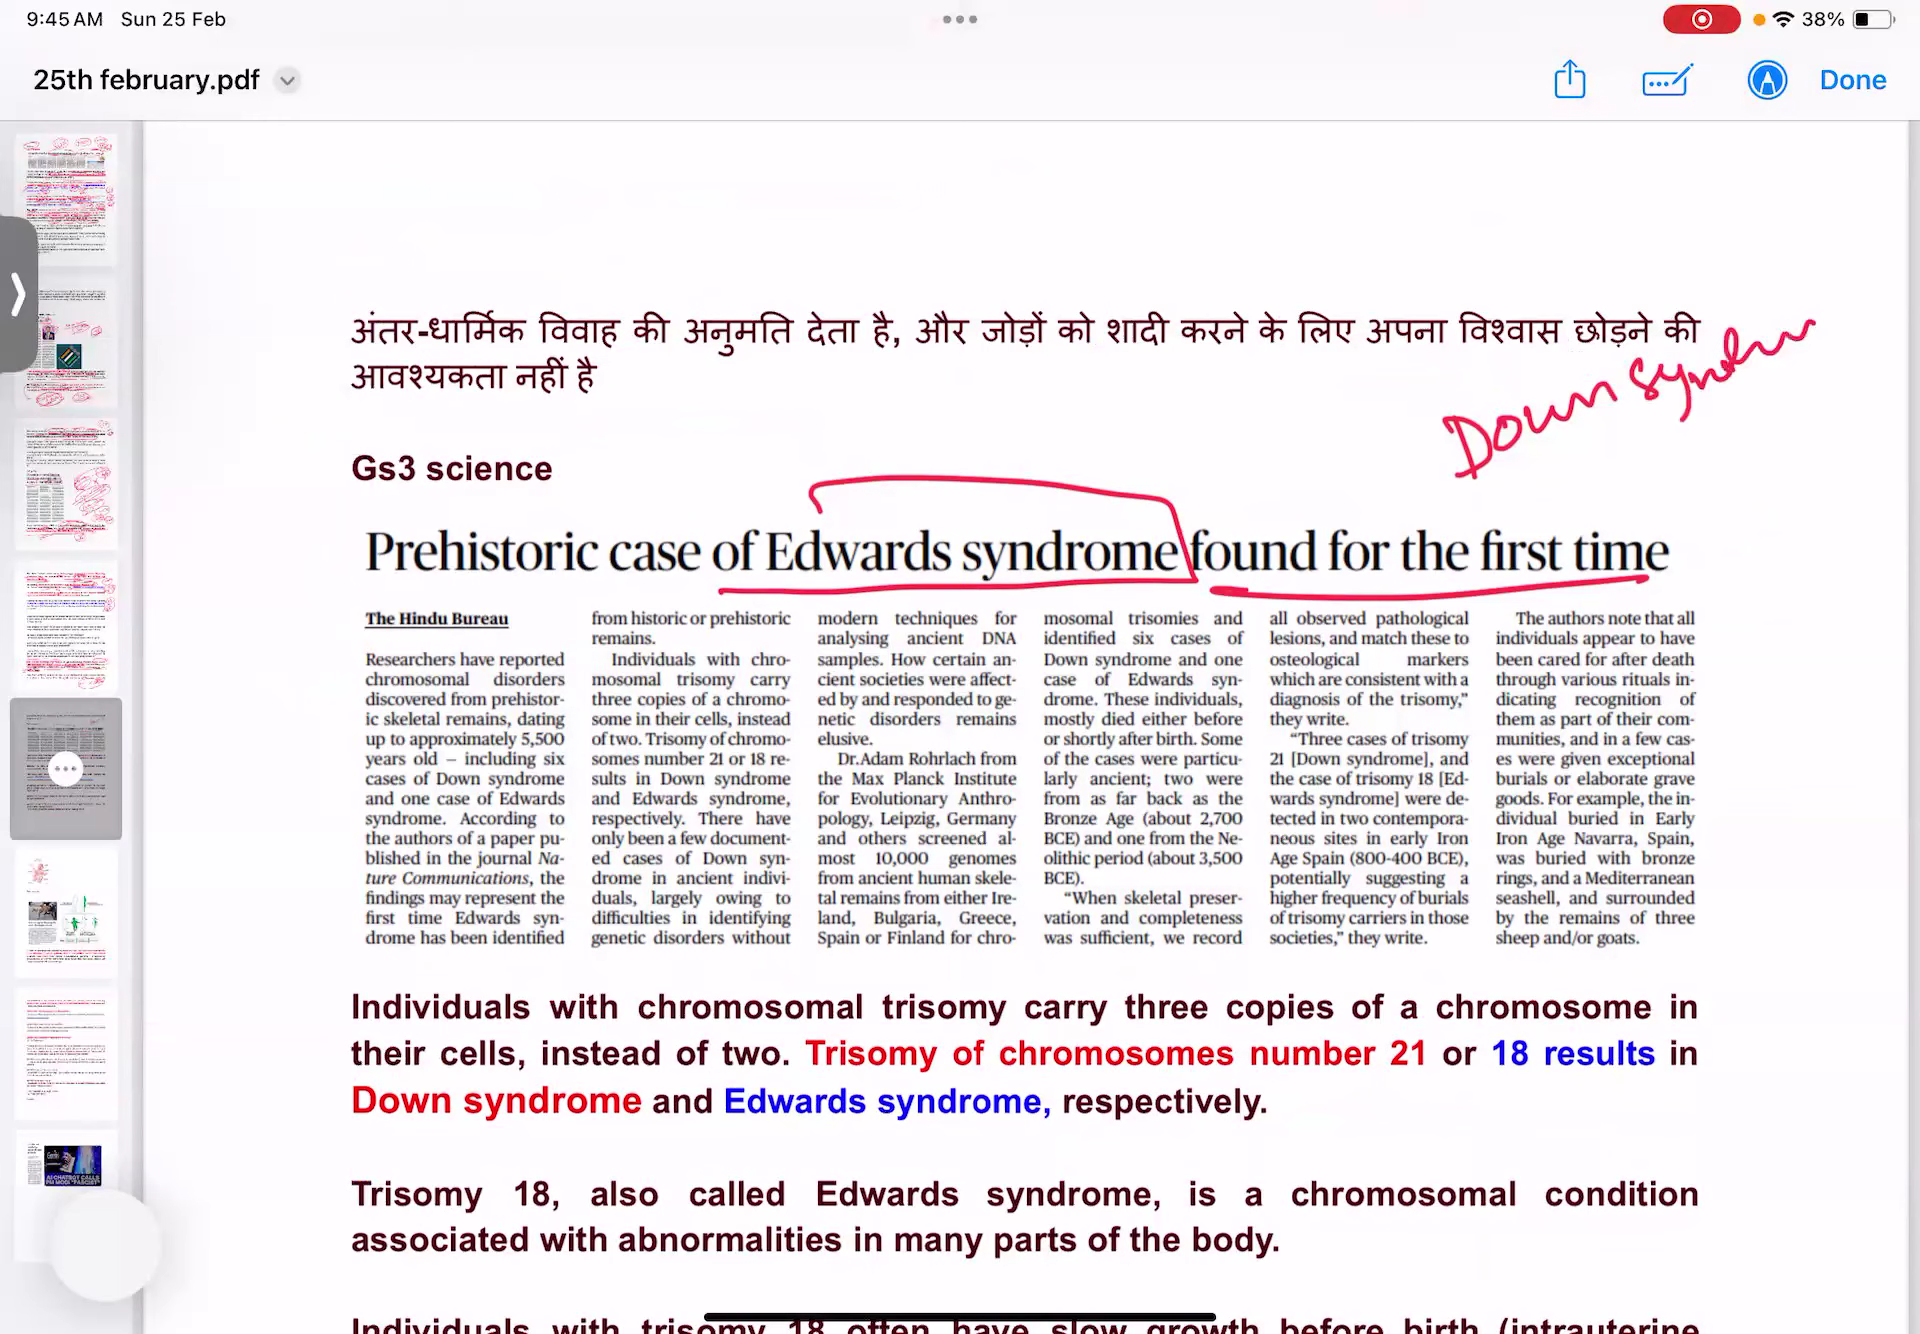 9:45 AM Sun 25 Feb
38%
25th february.pdf
Done
अंतर-धार्मिक विवाह की अनुमति देता है, और जोड़ों को शादी करने के लिए अपना विश्वास छोड़ने की
आवश्यकता नहीं है
Down
Gs3 science
Prehistoric case of Edwards syndrome found for the first time
The Hindu Bureau
Researchers have reported
chromosomal disorders
discovered from prehistor-
ic skeletal remains, dating
up to approximately 5,500
years old – including six
cases of Down syndrome
and one case of Edwards
syndrome. According to
the authors of a paper pu-
blished in the journal Na-
ture Communications, the
findings may represent the
first time Edwards syn-
drome has been identified
from historic or prehistoric
remains.
Individuals with chro-
mosomal trisomy carry
three copies of a chromo-
some in their cells, instead
of two. Trisomy of chromo-
somes number 21 or 18 re-
sults in Down syndrome
and Edwards syndrome,
respectively. There have
only been a few document-
ed cases of Down syn-
drome in ancient indivi-
duals, largely owing to
difficulties in identifying
genetic disorders without
modern techniques for
analysing ancient DNA
samples. How certain an-
cient societies were affect-
ed by and responded to ge-
netic disorders remains
elusive.
Dr.Adam Rohrlach from
the Max Planck Institute
for Evolutionary Anthro-
pology, Leipzig, Germany
and others screened al-
most 10,000 genomes
from ancient human skele-
tal remains from either Ire-
land, Bulgaria, Greece,
Spain or Finland for chro-
mosomal trisomies and
identified six cases of
Down syndrome and one
case of Edwards syn-
drome. These individuals,
mostly died either before
or shortly after birth. Some
of the cases were particu-
larly ancient; two were
from as far back as the
Bronze Age (about 2,700
BCE) and one from the Ne-
olithic period (about 3,500
BCE).
“When skeletal preser-
vation and completeness
was sufficient, we record
all observed pathological
lesions, and match these to
osteological markers
which are consistent with a
diagnosis of the trisomy,”
they write.
“Three cases of trisomy
21 [Down syndrome], and
the case of trisomy 18 [Ed-
wards syndrome] were de-
tected in two contempora-
neous sites in early Iron
Age Spain (800-400 BCE),
potentially suggesting a
higher frequency of burials
of trisomy carriers in those
societies,” they write.
The authors note that all
individuals appear to have
been cared for after death
through various rituals in-
dicating recognition of
them as part of their com-
munities, and in a few cas-
es were given exceptional
burials or elaborate grave
goods. For example, the in-
dividual buried in Early
Iron Age Navarra, Spain,
was buried with bronze
rings, and a Mediterranean
seashell, and surrounded
by the remains of three
sheep and/or goats.
Individuals with chromosomal trisomy carry three copies of a chromosome in
their cells, instead of two. Trisomy of chromosomes number 21 or 18 results in
Down syndrome and Edwards syndrome, respectively.
Trisomy 18, also called Edwards syndrome, is a chromosomal condition
associated with abnormalities in many parts of the body.
Individuals with trisomy 18 often have slow growth before birth (intrauterine